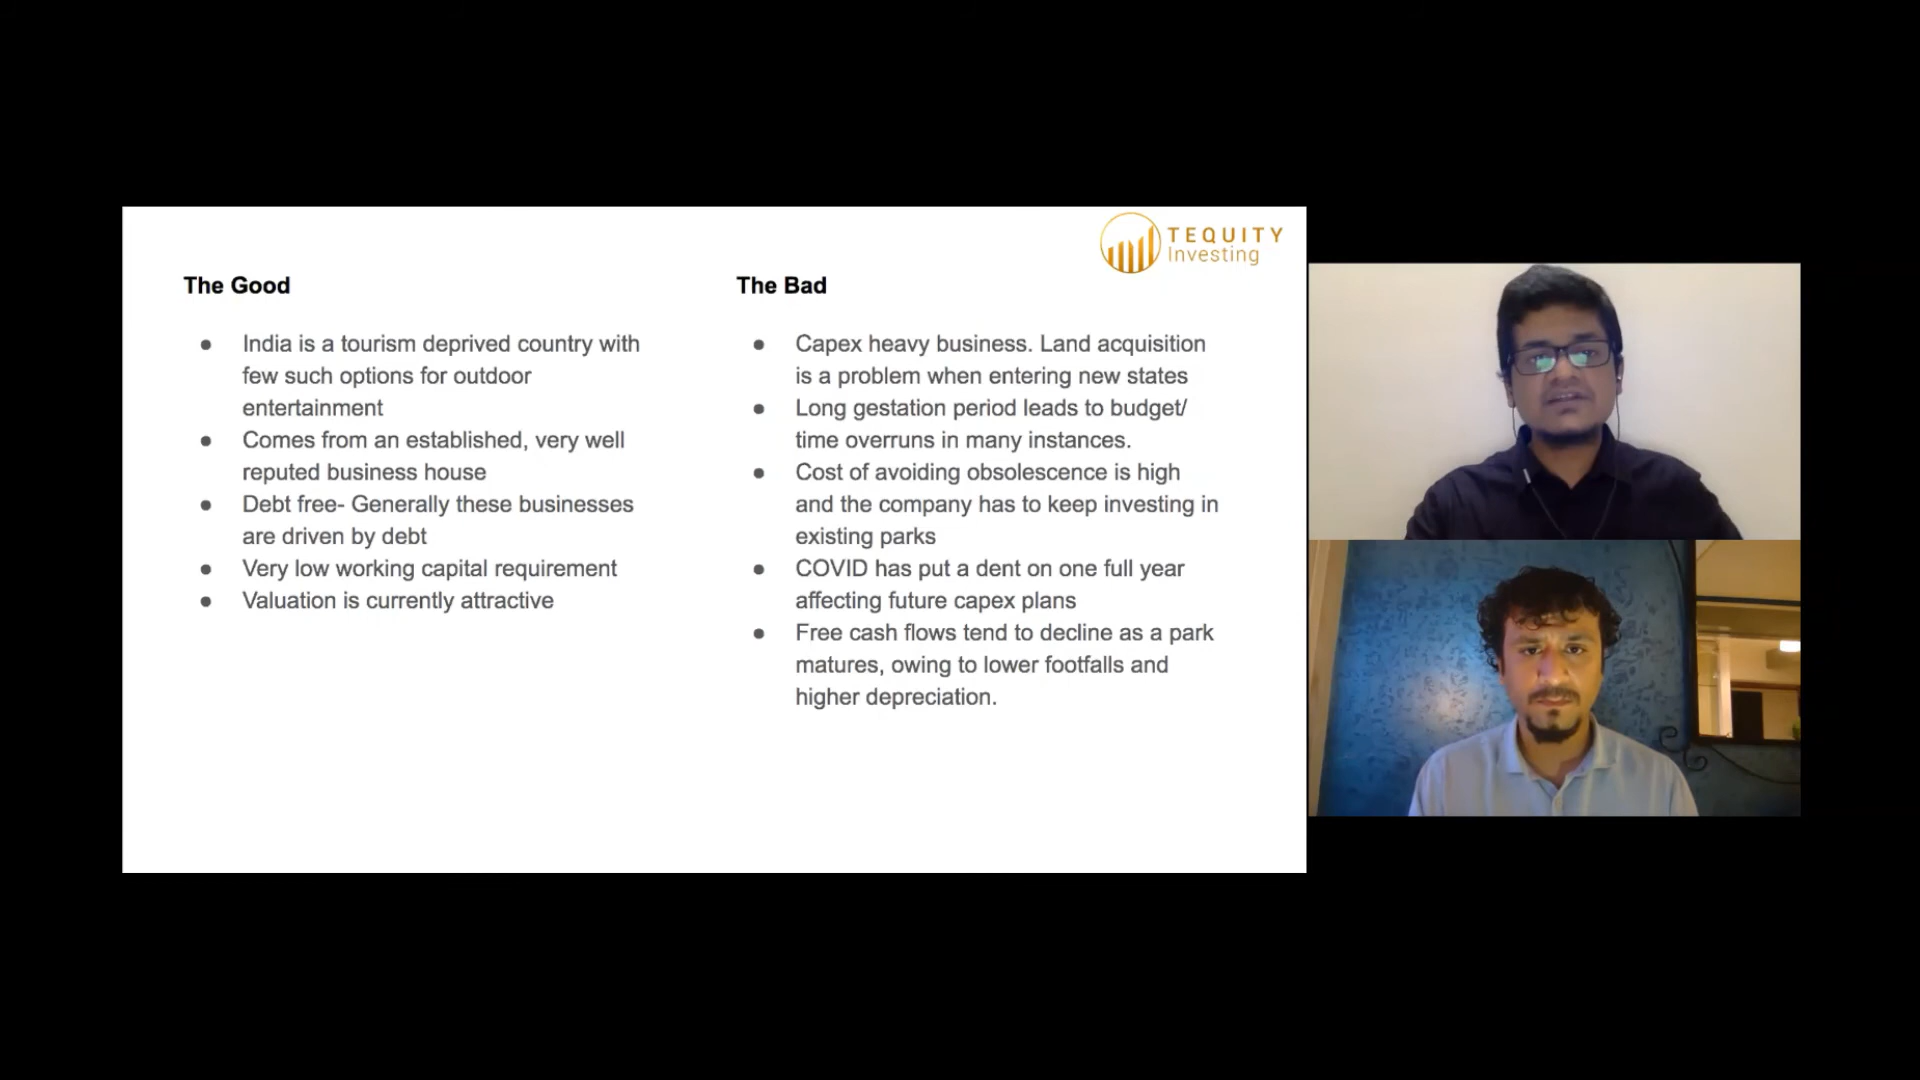 TEQUITY
Investing
The Good
● India is a tourism deprived country with
few such options for outdoor
entertainment
● Comes from an established, very well
reputed business house
● Debt free- Generally these businesses
are driven by debt
● Very low working capital requirement
● Valuation is currently attractive
The Bad
● Capex heavy business. Land acquisition
is a problem when entering new states
● Long gestation period leads to budget/
time overruns in many instances.
● Cost of avoiding obsolescence is high
and the company has to keep investing in
existing parks
● COVID has put a dent on one full year
affecting future capex plans
● Free cash flows tend to decline as a park
matures, owing to lower footfalls and
higher depreciation.